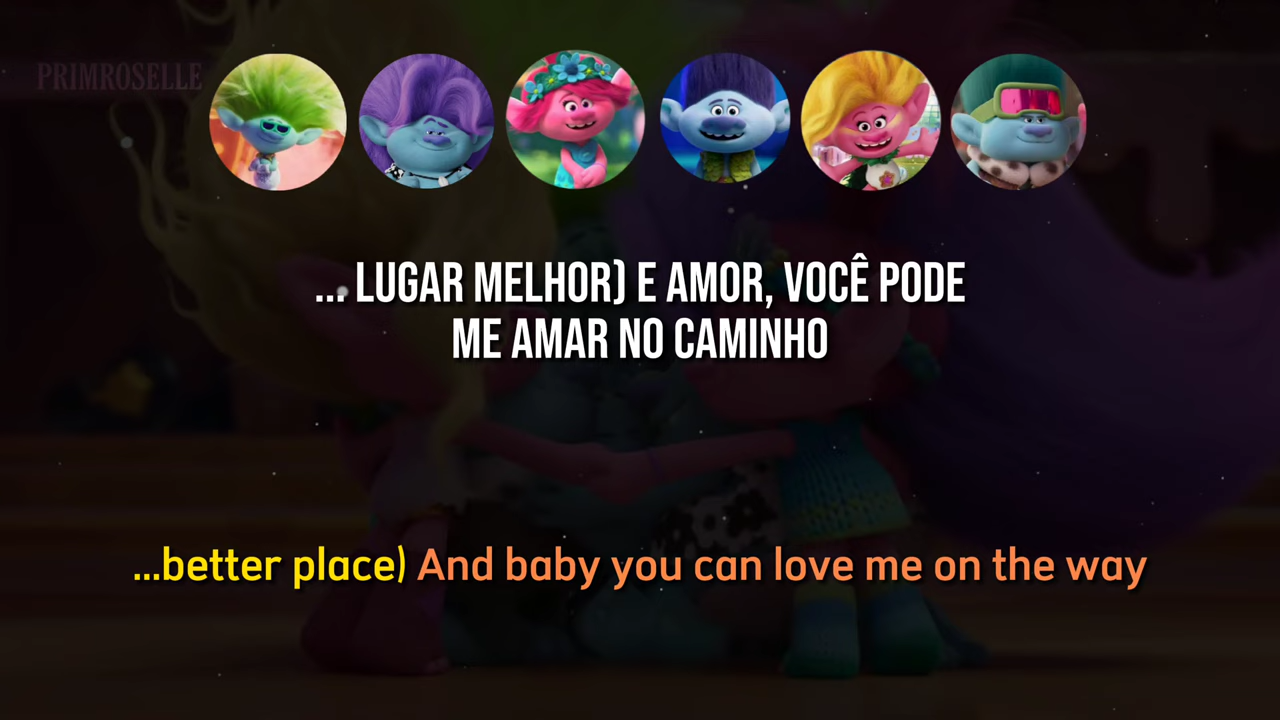 PRIMROSELLE
... LUGAR MELHOR) E AMOR, VOCÊ PODE
ME AMAR NO CAMINHO
...better place) And baby you can love me on the way